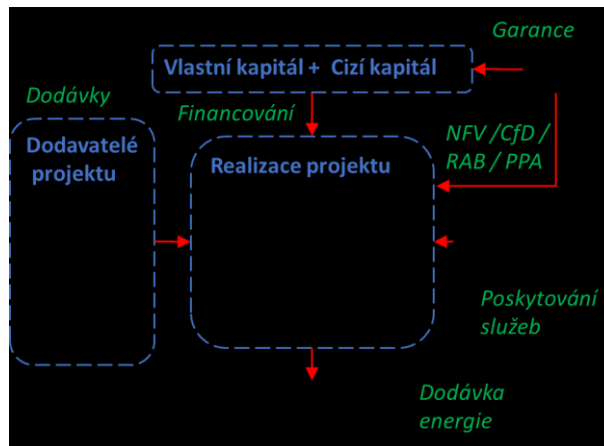 Garance
Vlastní kapitál + Cizí kapitál
Dodávky
Financování
NFV /CfD /
RAB / PPA
Dodavatelé
projektu
Realizace projektu
Poskytování
služeb
Dodávka
energie